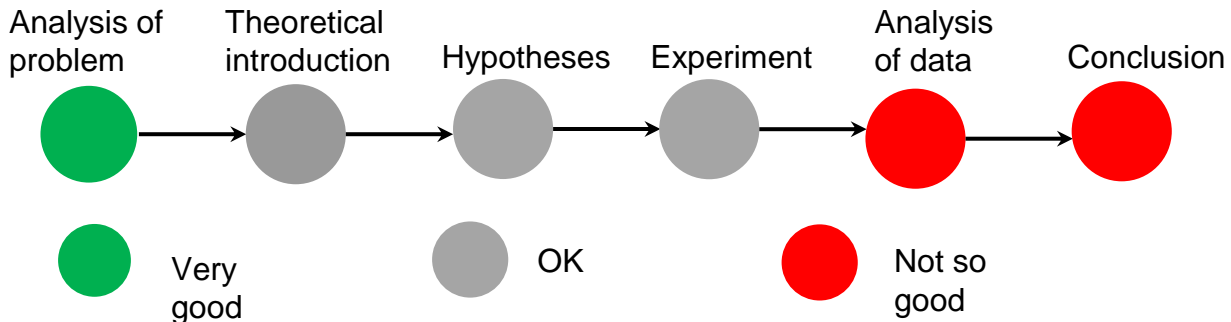 Analysis of
problem
Theoretical
introduction
Hypotheses
Experiment
Analysis
of data
Conclusion
Very
good
OK
Not so
good